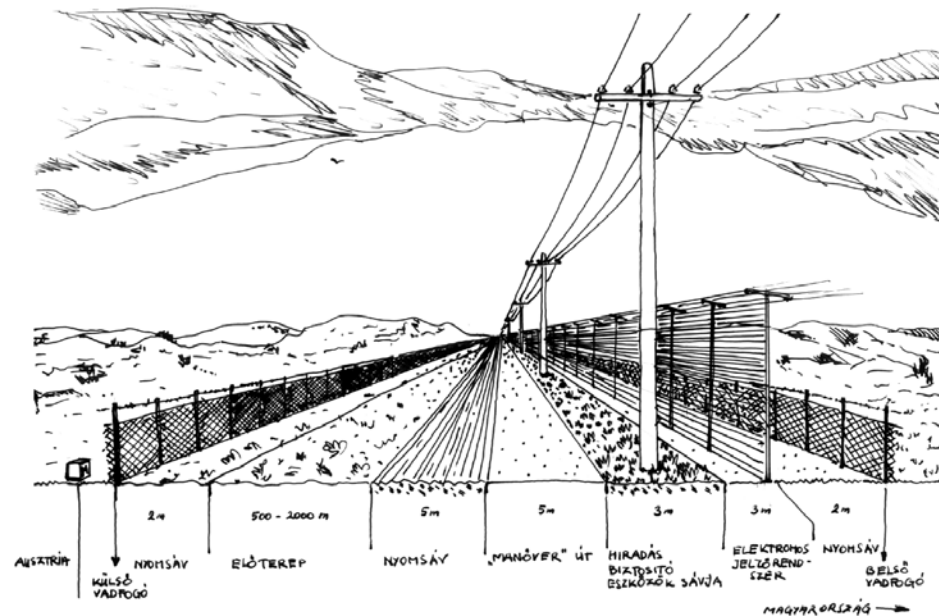 2m
500-2000 m
5m
5m
3m
3m
2m
AUSZTRIA
KÜLSŐ
VADFOGÓ
NYOMSÁV
ELŐTEREP
NYOMSÁV
„MANŐVER" ÚT
HIRADÁS
BIZTOSITÓ
ESZKÖZÖK SÁVJA
ELEKTROMOS
JELZŐREND-
SZER
NYOMSÁV
BELSŐ
VADFOGÓ
MAGYARORSZÁG